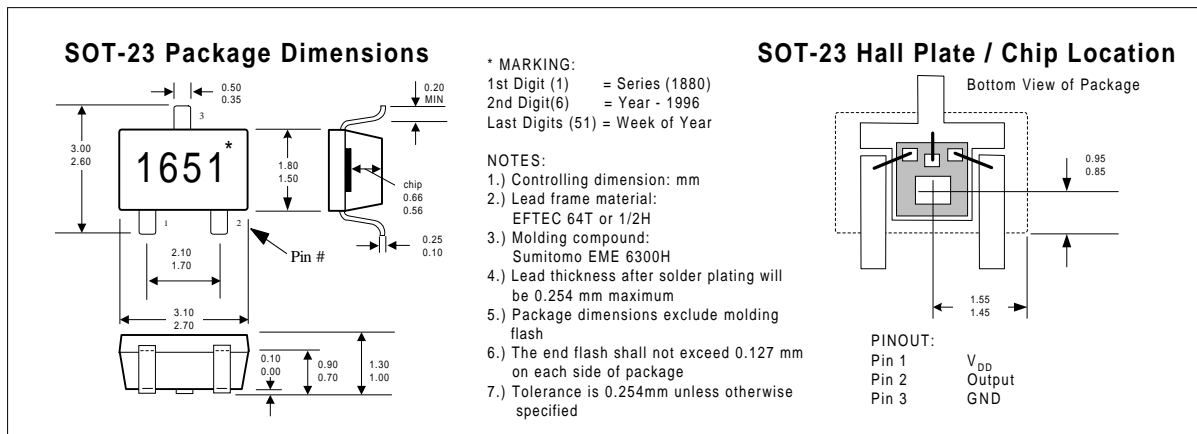 SOT-23 Package Dimensions
0.50
0.35
3
3.00
2.60
1651*
1
2
1.80
1.50
2.10
1.70
Pin #
3.10
2.70
0.20
MIN
chip
0.66
0.56
0.25
0.10
0.10
0.00
0.90
0.70
1.30
1.00
* MARKING:
1st Digit (1) = Series (1880)
2nd Digit(6) = Year - 1996
Last Digits (51) = Week of Year
NOTES:
1.) Controlling dimension: mm
2.) Lead frame material:
EFTEC 64T or 1/2H
3.) Molding compound:
Sumitomo EME 6300H
4.) Lead thickness after solder plating will
be 0.254 mm maximum
5.) Package dimensions exclude molding
flash
6.) The end flash shall not exceed 0.127 mm
on each side of package
7.) Tolerance is 0.254mm unless otherwise
specified
SOT-23 Hall Plate / Chip Location
Bottom View of Package
0.95
0.85
1.55
1.45
PINOUT:
Pin 1 VDD
Pin 2 Output
Pin 3 GND